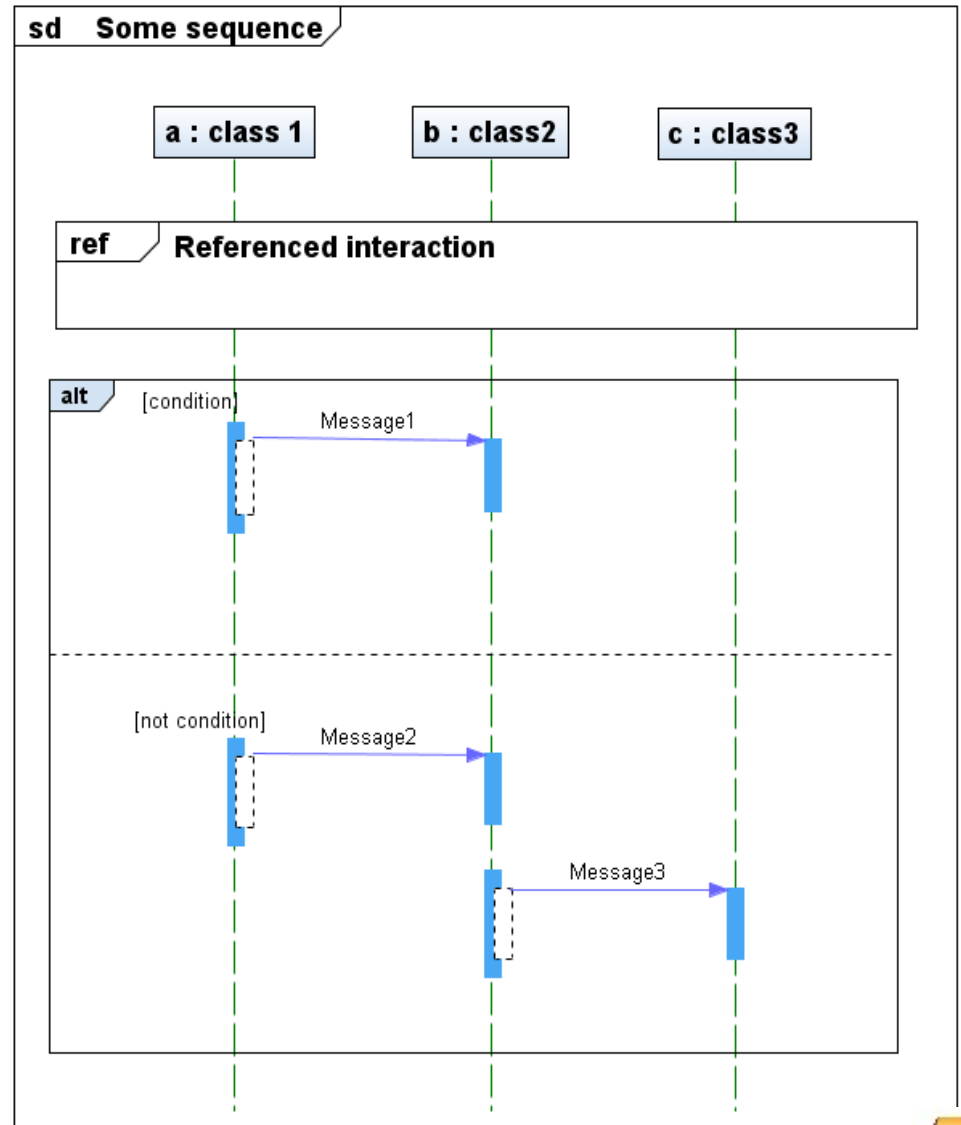 sd Some sequence
a : class 1 b : class2 c : class3
ref Referenced interaction
alt [condition]
Message1
[not condition]
Message2
Message3